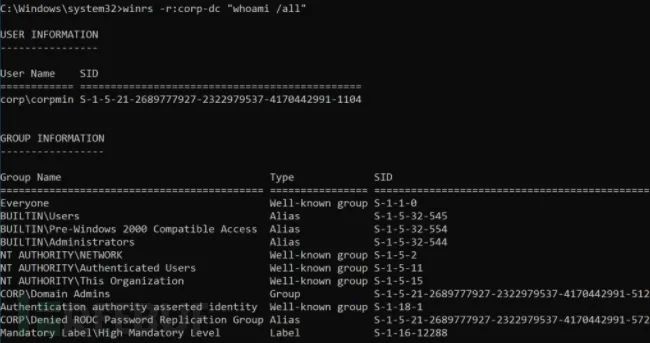 C:\Windows\system32>winrs -r:corp-dc "whoami /all"
USER INFORMATION
----------------
User Name    SID
============ ============================================
corp\corpmin S-1-5-21-2689777927-2322979537-4170442991-1104
GROUP INFORMATION
-----------------
Group Name                                  Type             SID
=========================================== ================ ============================================
Everyone                                    Well-known group S-1-1-0
BUILTIN\Users                               Alias            S-1-5-32-545
BUILTIN\Pre-Windows 2000 Compatible Access  Alias            S-1-5-32-554
BUILTIN\Administrators                      Alias            S-1-5-32-544
NT AUTHORITY\NETWORK                        Well-known group S-1-5-2
NT AUTHORITY\Authenticated Users            Well-known group S-1-5-11
NT AUTHORITY\This Organization              Well-known group S-1-5-15
CORP\Domain Admins                          Group            S-1-5-21-2689777927-2322979537-4170442991-512
Authentication authority asserted identity  Well-known group S-1-18-1
CORP\Denied RODC Password Replication Group Alias            S-1-5-21-2689777927-2322979537-4170442991-572
Mandatory Label\High Mandatory Level        Label            S-1-16-12288